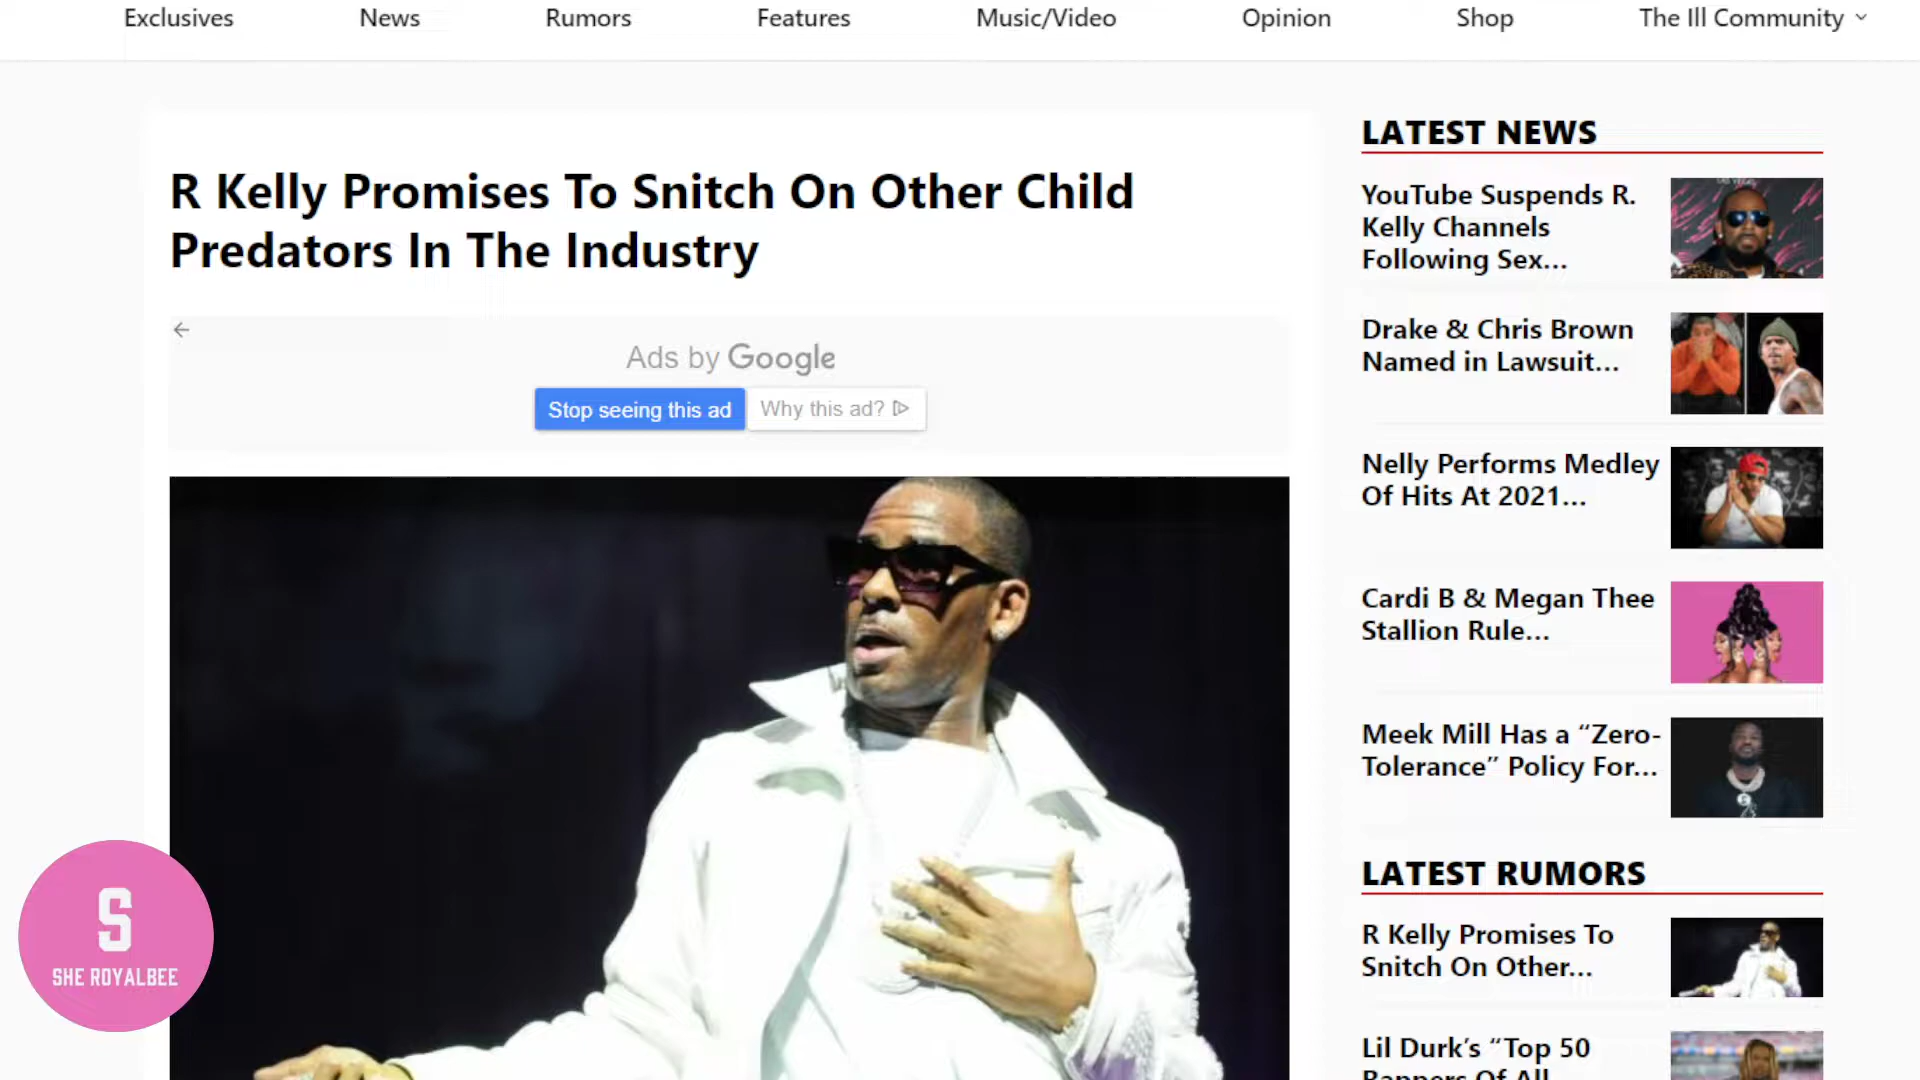 Exclusives
News
Rumors
Features
Music/Video
Opinion
Shop
The Ill Community
R Kelly Promises To Snitch On Other Child
Predators In The Industry
Ads by Google
Stop seeing this ad
Why this ad?
S
SHE ROYALBEE
LATEST NEWS
YouTube Suspends R.
Kelly Channels
Following Sex...
Drake & Chris Brown
Named in Lawsuit...
Nelly Performs Medley
Of Hits At 2021...
Cardi B & Megan Thee
Stallion Rule...
Meek Mill Has a “Zero-
Tolerance” Policy For...
LATEST RUMORS
R Kelly Promises To
Snitch On Other...
Lil Durk’s “Top 50
Rappers Of All